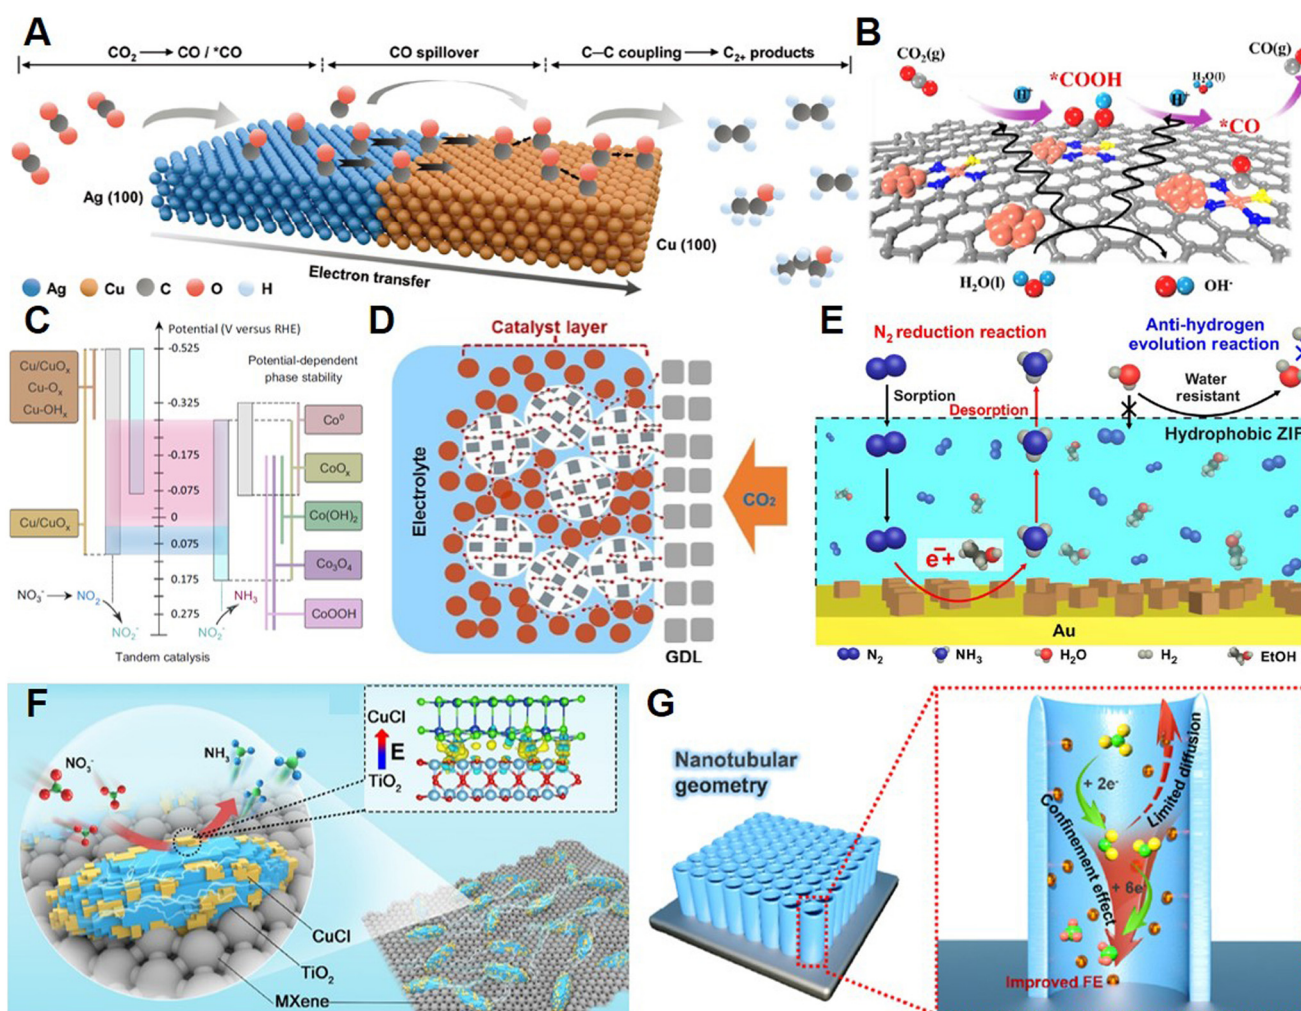 A
CO₂ → CO / *CO
CO spillover
C–C coupling → C₂₊ products
Ag (100)
Cu (100)
Electron transfer
Ag Cu C O H
B
CO₂(g)
H⁺
*COOH
H⁺
H₂O(l)
CO(g)
*CO
H₂O(l)
OH⁻
C
Potential (V versus RHE)
-0.525
-0.325
-0.175
-0.075
0
0.075
0.175
0.275
Cu/CuOₓ
Cu-Oₓ
Cu-OHₓ
Cu/CuOₓ
Potential-dependent
phase stability
Co⁰
CoOₓ
Co(OH)₂
Co₃O₄
CoOOH
NO₃⁻ → NO₂
NO₂⁻
NO₂⁻
NH₃
Tandem catalysis
D
Catalyst layer
Electrolyte
CO₂
GDL
E
N₂ reduction reaction
Anti-hydrogen
evolution reaction
Sorption
Desorption
Water
resistant
Hydrophobic ZIF
e⁻+
Au
N₂ NH₃ H₂O H₂ EtOH
F
NO₃⁻
NH₃
CuCl
E
TiO₂
CuCl
TiO₂
MXene
G
Nanotubular
geometry
+ 2e⁻
Limited diffusion
Confinement effect
+ 6e⁻
Improved FE